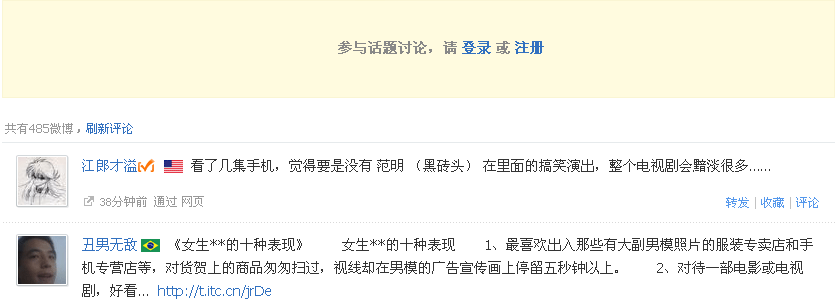 参与话题讨论，请 登录 或 注册
共有485微博，刷新评论
江郎才溢 看了几集手机，觉得要是没有 范明 （黑砖头） 在里面的搞笑演出，整个电视剧会黯淡很多……
38分钟前 通过 网页 转发 | 收藏 | 评论
丑男无敌 《女生**的十种表现》 女生**的十种表现 1、最喜欢出入那些有大副男模照片的服装专卖店和手
机专营店等，对货贺上的商品匆匆扫过，视线却在男模的广告宣传画上停留五秒钟以上。 2、对待一部电影或电视
剧，好看... http://t.itc.cn/jrDe